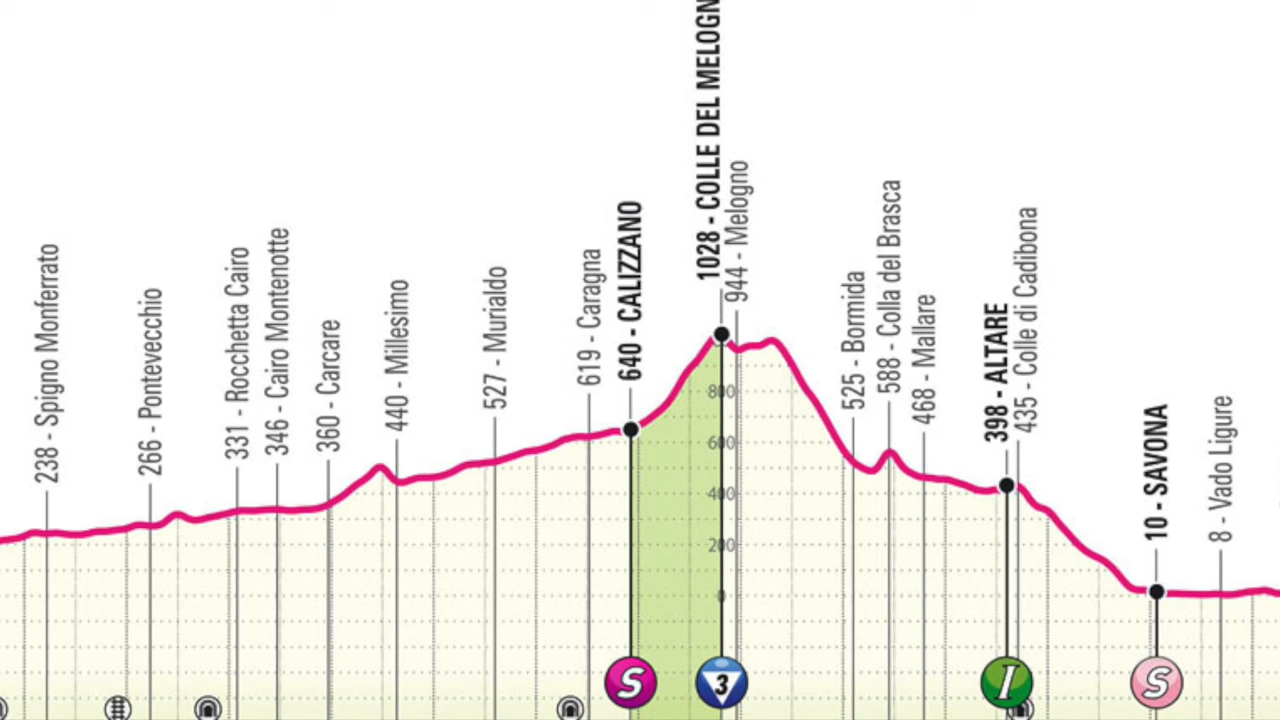 238 - Spigno Monferrato
266 - Pontevecchio
331 - Rocchetta Cairo
346 - Cairo Montenotte
360 - Carcare
440 - Millesimo
527 - Murialdo
619 - Caragna
640 - CALIZZANO
1028 - COLLE DEL MELOGN
944 - Melogno
525 - Bormida
588 - Colla del Brasca
468 - Mallare
398 - ALTARE
435 - Colle di Cadibona
10 - SAVONA
8 - Vado Ligure
800
600
400
200
0
S
3
I
S